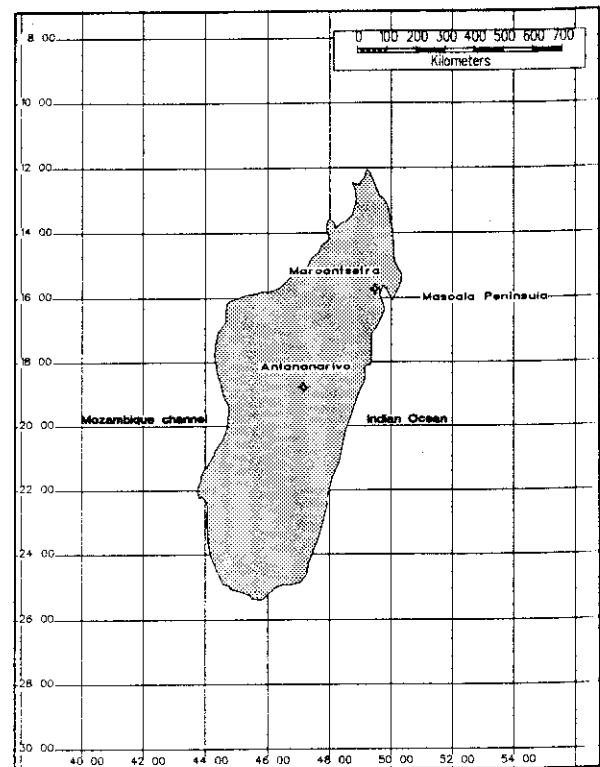 8 00
0 100 200 300 400 500 600 700
Kilometers
10 00
12 00
14 00
Maroantsetra
16 00
Masoala Peninsula
18 00
Antananarivo
Mozambique channel
Indian Ocean
20 00
22 00
24 00
26 00
28 00
30 00
40 00 42 00 44 00 46 00 48 00 50 00 52 00 54 00